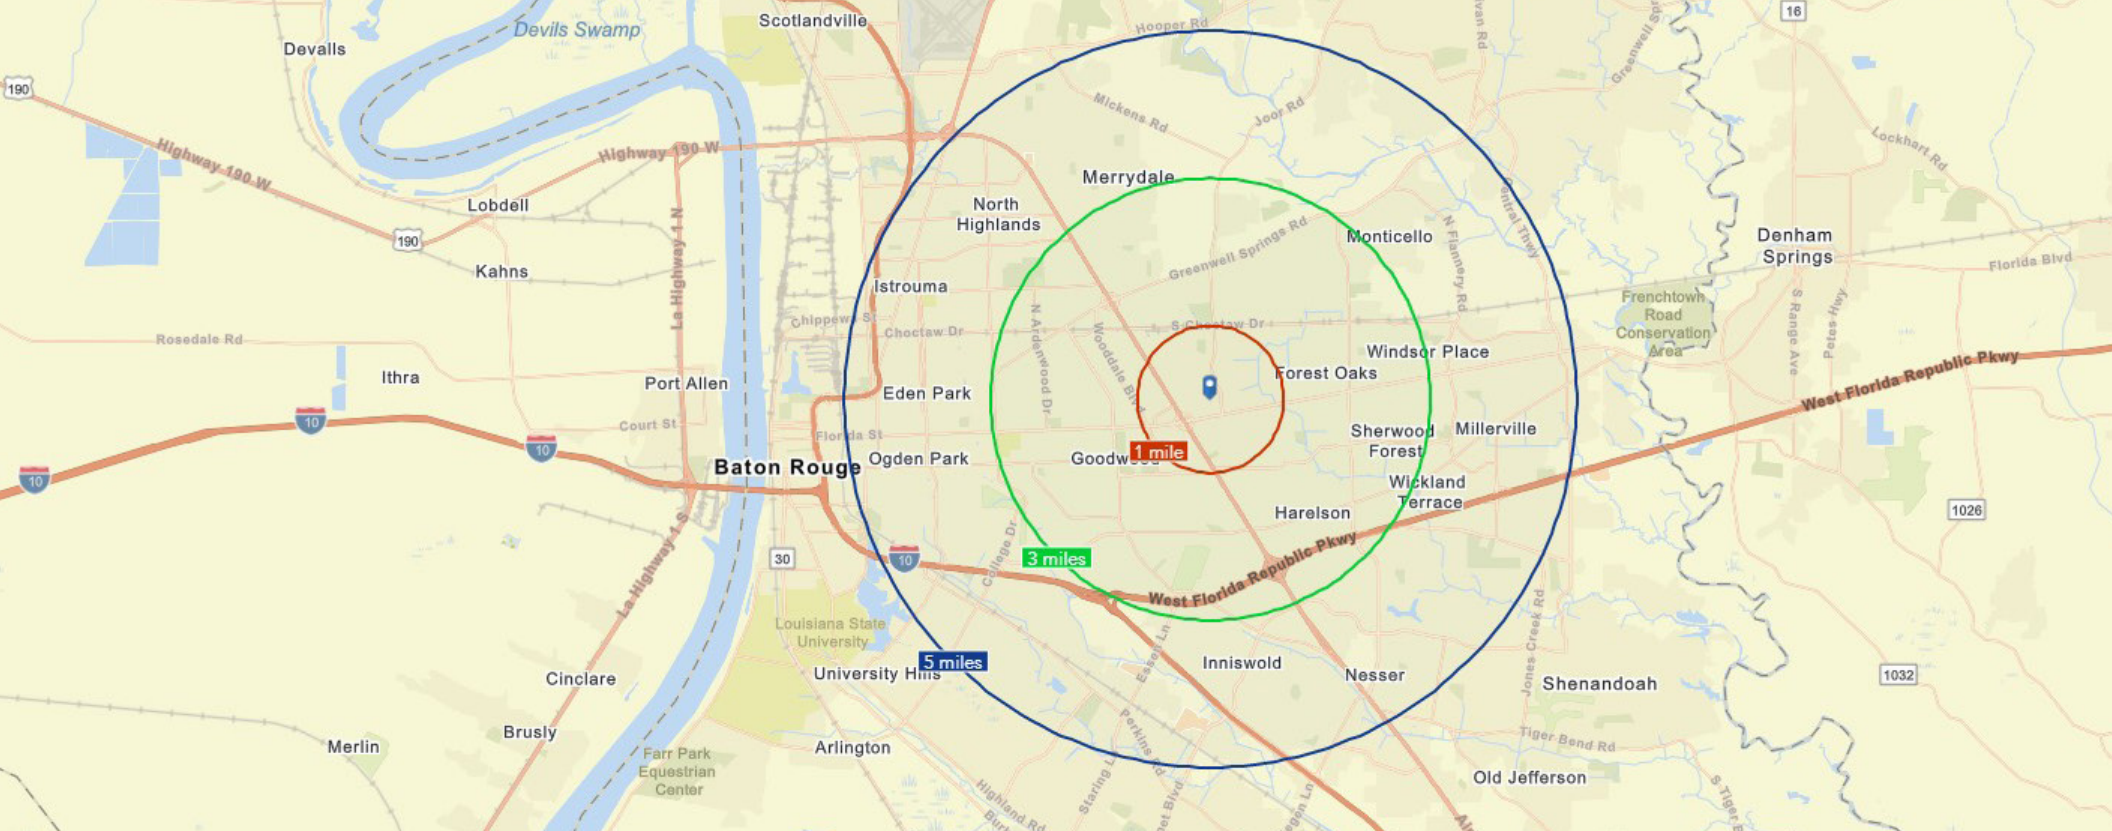 Scotlandville
Devils Swamp
Devalls
Hooper Rd
16
190
Mickens Rd
Joor Rd
Highway 190 W
Highway 190 W
Lockhart Rd
Merrydale
Lobdell
North
Highlands
Central Thwy
Greenwell Springs Rd
Monticello
N Flannery Rd
190
La Highway 1 N
Denham
Springs
Florida Blvd
Kahns
Istrouma
Frenchtown
Road
Conservation
Area
S Range Ave
Petes Hwy
Chippewa St
Choctaw Dr
S Choctaw Dr
N Ardenwood Dr
Wooddale Blvd
Rosedale Rd
Windsor Place
West Florida Republic Pkwy
Ithra
Port Allen
Eden Park
Forest Oaks
10
Court St
Florida St
Sherwood
Forest
Millerville
10
1 mile
Goodwood
Ogden Park
Baton Rouge
10
Wickland
Terrace
Harelson
1026
La Highway 1 S
College Dr
30
10
3 miles
West Florida Republic Pkwy
Louisiana State
University
Essen Ln
Jones Creek Rd
5 miles
University Hills
Inniswold
Nesser
Shenandoah
1032
Cinclare
Brusly
Merlin
Arlington
Perkins Rd
Tiger Bend Rd
Farr Park
Equestrian
Center
Old Jefferson
Highland Rd
Staring L
S Tiger B